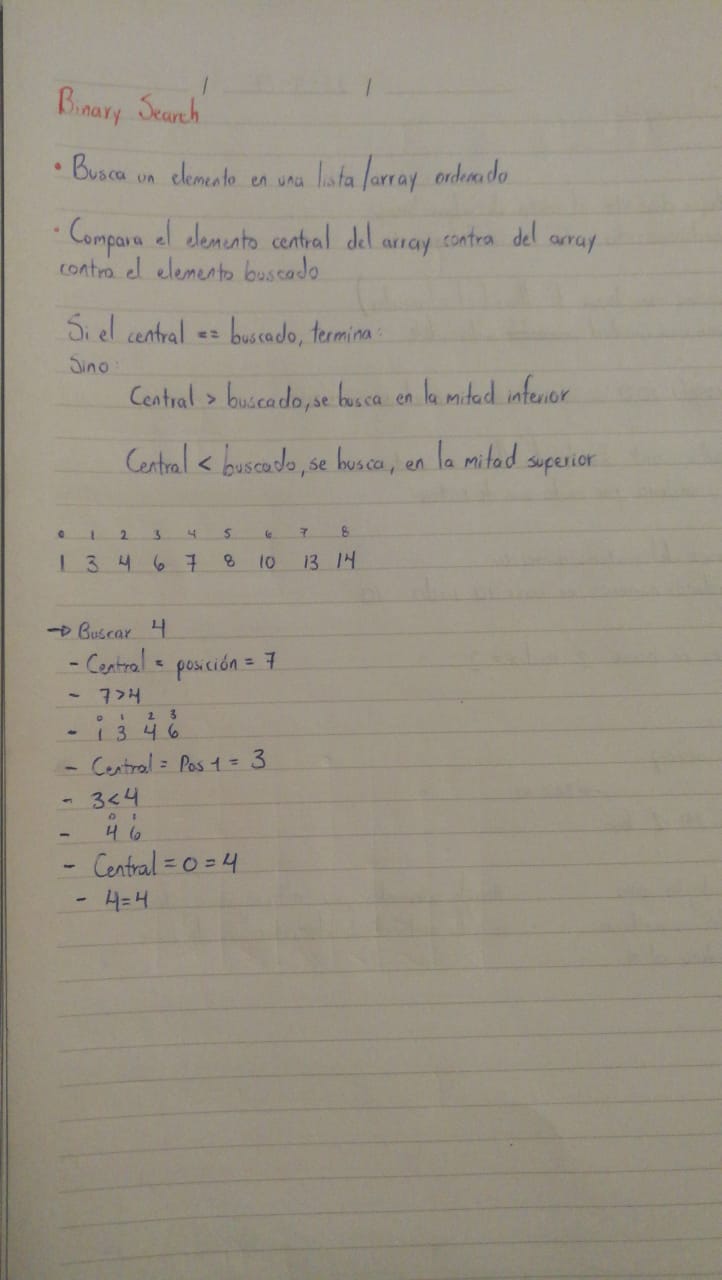 / /
Binary Search
• Busca un elemento en una lista/array ordenado
• Compara el elemento central del array contra del array
contra el elemento buscado
Si el central == buscado, termina:
Sino:
Central > buscado, se busca en la mitad inferior
Central < buscado, se busca, en la mitad superior
0 1 2 3 4 5 6 7 8
1 3 4 6 7 8 10 13 14
→ Buscar 4
- Central = posición = 7
- 7>4
0 1 2 3
- 1 3 4 6
- Central = Pos 1 = 3
- 3<4
0 1
- 4 6
- Central = 0 = 4
- 4=4